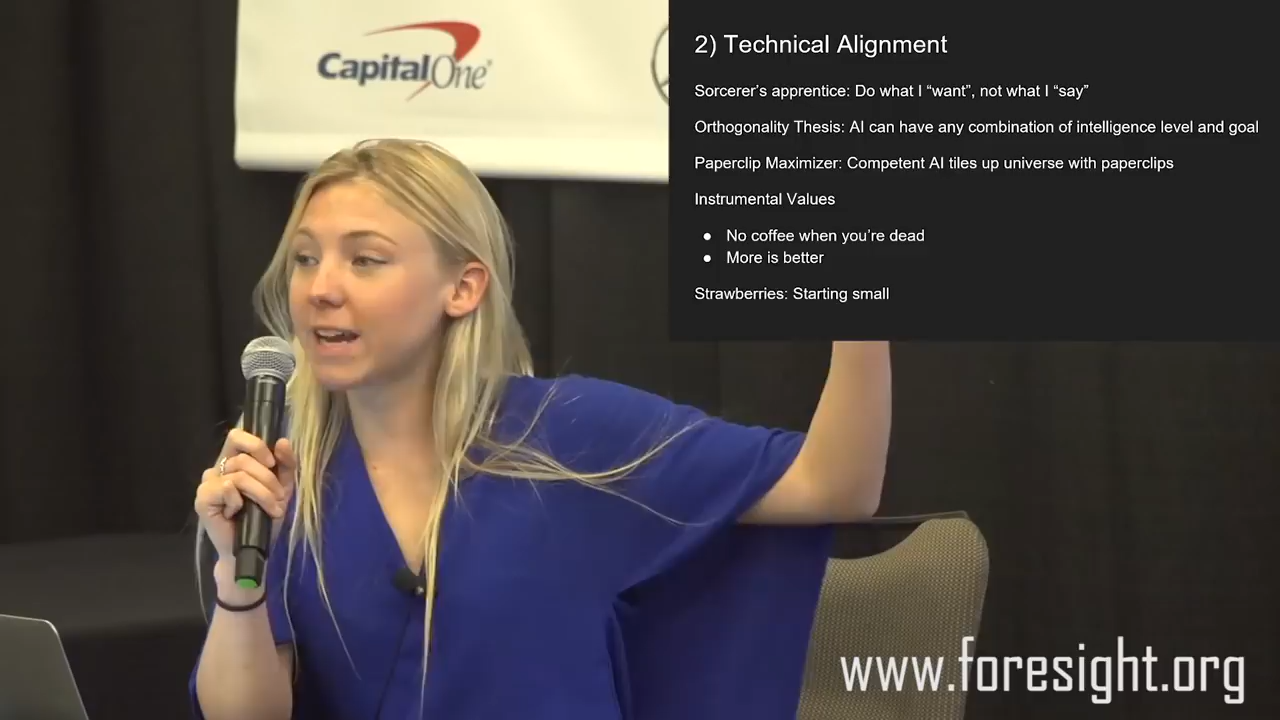 CapitalOne®
2) Technical Alignment
Sorcerer's apprentice: Do what I “want”, not what I “say”
Orthogonality Thesis: AI can have any combination of intelligence level and goal
Paperclip Maximizer: Competent AI tiles up universe with paperclips
Instrumental Values
● No coffee when you’re dead
● More is better
Strawberries: Starting small
www.foresight.org